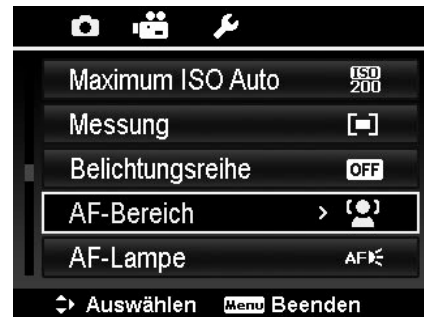 Maximum ISO Auto ISO 200
Messung
Belichtungsreihe OFF
AF-Bereich >
AF-Lampe AF
Auswählen Menu Beenden